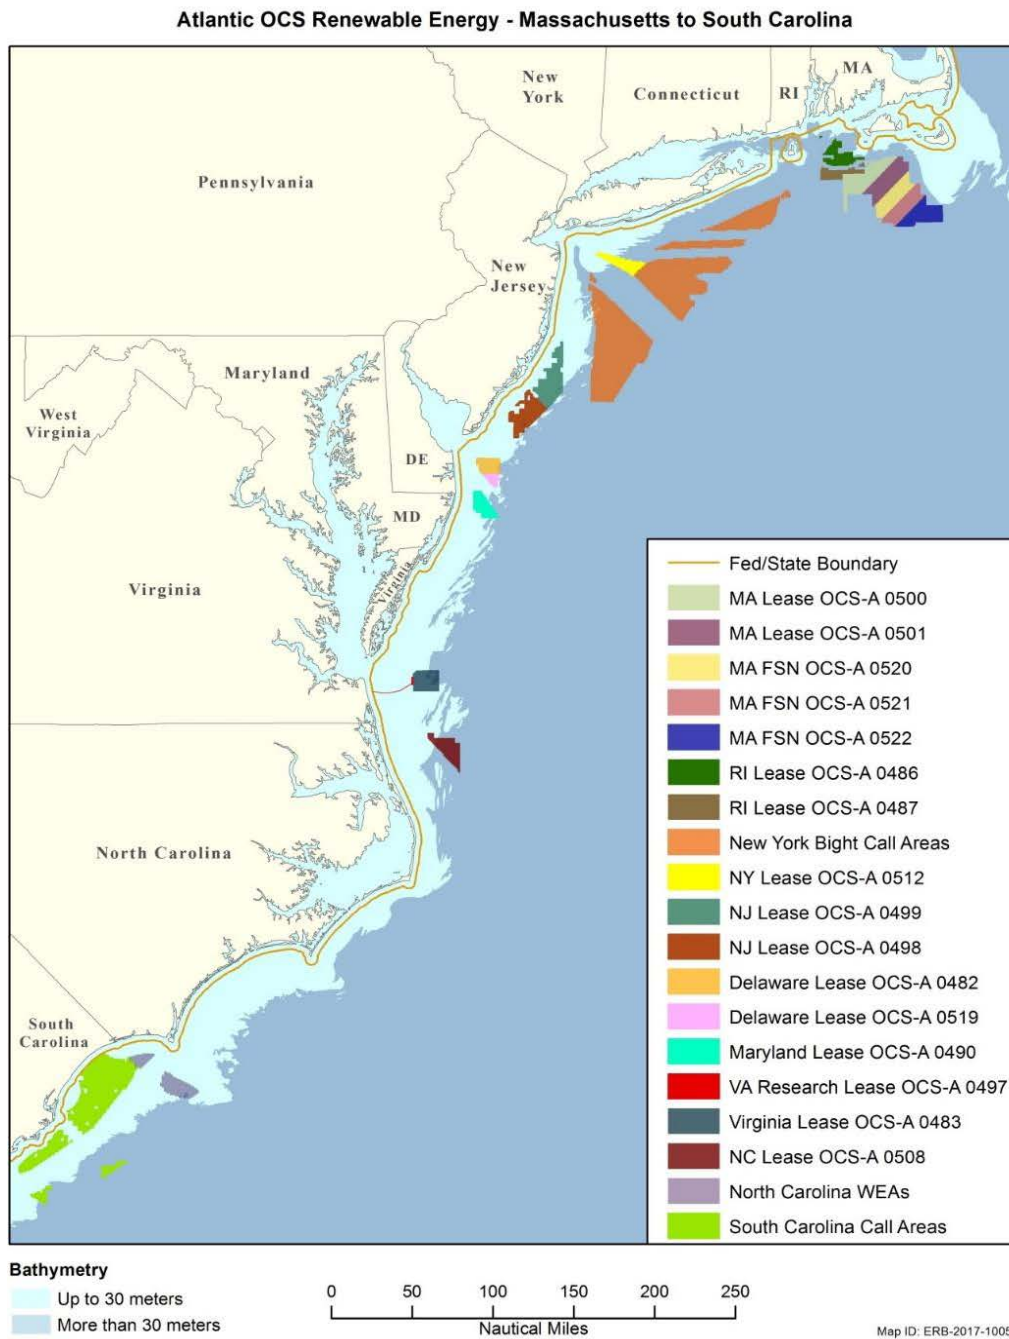 Atlantic OCS Renewable Energy - Massachusetts to South Carolina
MA
New
York
Connecticut
RI
Pennsylvania
New
Jersey
Maryland
West
Virginia
DE
MD
Virginia
Virginia
North Carolina
South
Carolina
Fed/State Boundary
MA Lease OCS-A 0500
MA Lease OCS-A 0501
MA FSN OCS-A 0520
MA FSN OCS-A 0521
MA FSN OCS-A 0522
RI Lease OCS-A 0486
RI Lease OCS-A 0487
New York Bight Call Areas
NY Lease OCS-A 0512
NJ Lease OCS-A 0499
NJ Lease OCS-A 0498
Delaware Lease OCS-A 0482
Delaware Lease OCS-A 0519
Maryland Lease OCS-A 0490
VA Research Lease OCS-A 0497
Virginia Lease OCS-A 0483
NC Lease OCS-A 0508
North Carolina WEAs
South Carolina Call Areas
Bathymetry
Up to 30 meters
More than 30 meters
0 50 100 150 200 250
Nautical Miles
Map ID: ERB-2017-1005